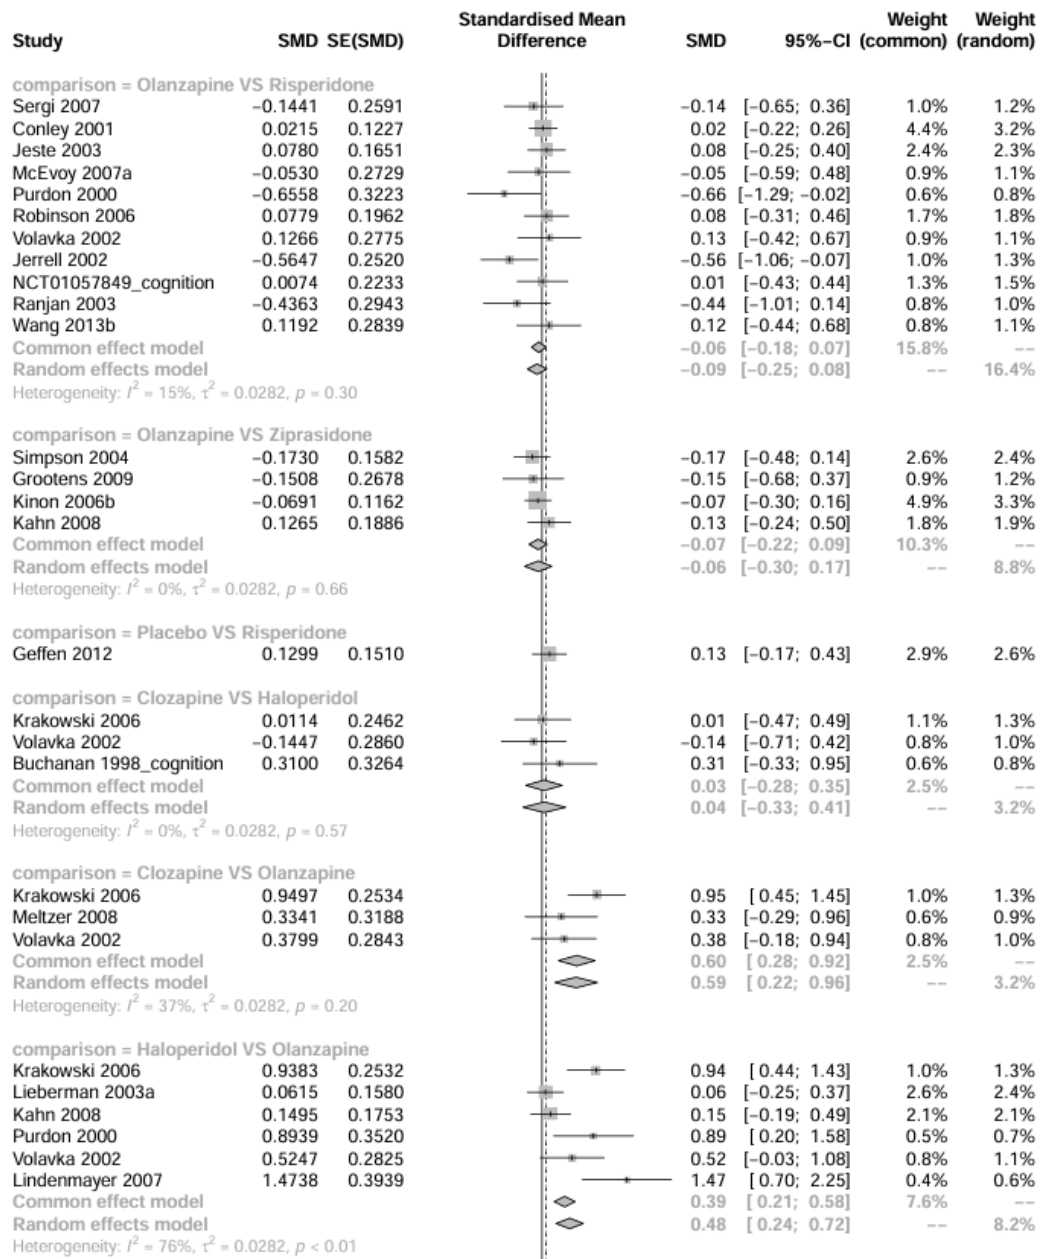 Standardised Mean Weight Weight
Study SMD SE(SMD) Difference SMD 95%−CI (common) (random)
comparison = Olanzapine VS Risperidone
Sergi 2007 −0.1441 0.2591 −0.14 [−0.65; 0.36] 1.0% 1.2%
Conley 2001 0.0215 0.1227 0.02 [−0.22; 0.26] 4.4% 3.2%
Jeste 2003 0.0780 0.1651 0.08 [−0.25; 0.40] 2.4% 2.3%
McEvoy 2007a −0.0530 0.2729 −0.05 [−0.59; 0.48] 0.9% 1.1%
Purdon 2000 −0.6558 0.3223 −0.66 [−1.29; −0.02] 0.6% 0.8%
Robinson 2006 0.0779 0.1962 0.08 [−0.31; 0.46] 1.7% 1.8%
Volavka 2002 0.1266 0.2775 0.13 [−0.42; 0.67] 0.9% 1.1%
Jerrell 2002 −0.5647 0.2520 −0.56 [−1.06; −0.07] 1.0% 1.3%
NCT01057849_cognition 0.0074 0.2233 0.01 [−0.43; 0.44] 1.3% 1.5%
Ranjan 2003 −0.4363 0.2943 −0.44 [−1.01; 0.14] 0.8% 1.0%
Wang 2013b 0.1192 0.2839 0.12 [−0.44; 0.68] 0.8% 1.1%
Common effect model −0.06 [−0.18; 0.07] 15.8% −−
Random effects model −0.09 [−0.25; 0.08] −− 16.4%
Heterogeneity: I² = 15%, τ² = 0.0282, p = 0.30
comparison = Olanzapine VS Ziprasidone
Simpson 2004 −0.1730 0.1582 −0.17 [−0.48; 0.14] 2.6% 2.4%
Grootens 2009 −0.1508 0.2678 −0.15 [−0.68; 0.37] 0.9% 1.2%
Kinon 2006b −0.0691 0.1162 −0.07 [−0.30; 0.16] 4.9% 3.3%
Kahn 2008 0.1265 0.1886 0.13 [−0.24; 0.50] 1.8% 1.9%
Common effect model −0.07 [−0.22; 0.09] 10.3% −−
Random effects model −0.06 [−0.30; 0.17] −− 8.8%
Heterogeneity: I² = 0%, τ² = 0.0282, p = 0.66
comparison = Placebo VS Risperidone
Geffen 2012 0.1299 0.1510 0.13 [−0.17; 0.43] 2.9% 2.6%
comparison = Clozapine VS Haloperidol
Krakowski 2006 0.0114 0.2462 0.01 [−0.47; 0.49] 1.1% 1.3%
Volavka 2002 −0.1447 0.2860 −0.14 [−0.71; 0.42] 0.8% 1.0%
Buchanan 1998_cognition 0.3100 0.3264 0.31 [−0.33; 0.95] 0.6% 0.8%
Common effect model 0.03 [−0.28; 0.35] 2.5% −−
Random effects model 0.04 [−0.33; 0.41] −− 3.2%
Heterogeneity: I² = 0%, τ² = 0.0282, p = 0.57
comparison = Clozapine VS Olanzapine
Krakowski 2006 0.9497 0.2534 0.95 [ 0.45; 1.45] 1.0% 1.3%
Meltzer 2008 0.3341 0.3188 0.33 [−0.29; 0.96] 0.6% 0.9%
Volavka 2002 0.3799 0.2843 0.38 [−0.18; 0.94] 0.8% 1.0%
Common effect model 0.60 [ 0.28; 0.92] 2.5% −−
Random effects model 0.59 [ 0.22; 0.96] −− 3.2%
Heterogeneity: I² = 37%, τ² = 0.0282, p = 0.20
comparison = Haloperidol VS Olanzapine
Krakowski 2006 0.9383 0.2532 0.94 [ 0.44; 1.43] 1.0% 1.3%
Lieberman 2003a 0.0615 0.1580 0.06 [−0.25; 0.37] 2.6% 2.4%
Kahn 2008 0.1495 0.1753 0.15 [−0.19; 0.49] 2.1% 2.1%
Purdon 2000 0.8939 0.3520 0.89 [ 0.20; 1.58] 0.5% 0.7%
Volavka 2002 0.5247 0.2825 0.52 [−0.03; 1.08] 0.8% 1.1%
Lindenmayer 2007 1.4738 0.3939 1.47 [ 0.70; 2.25] 0.4% 0.6%
Common effect model 0.39 [ 0.21; 0.58] 7.6% −−
Random effects model 0.48 [ 0.24; 0.72] −− 8.2%
Heterogeneity: I² = 76%, τ² = 0.0282, p < 0.01